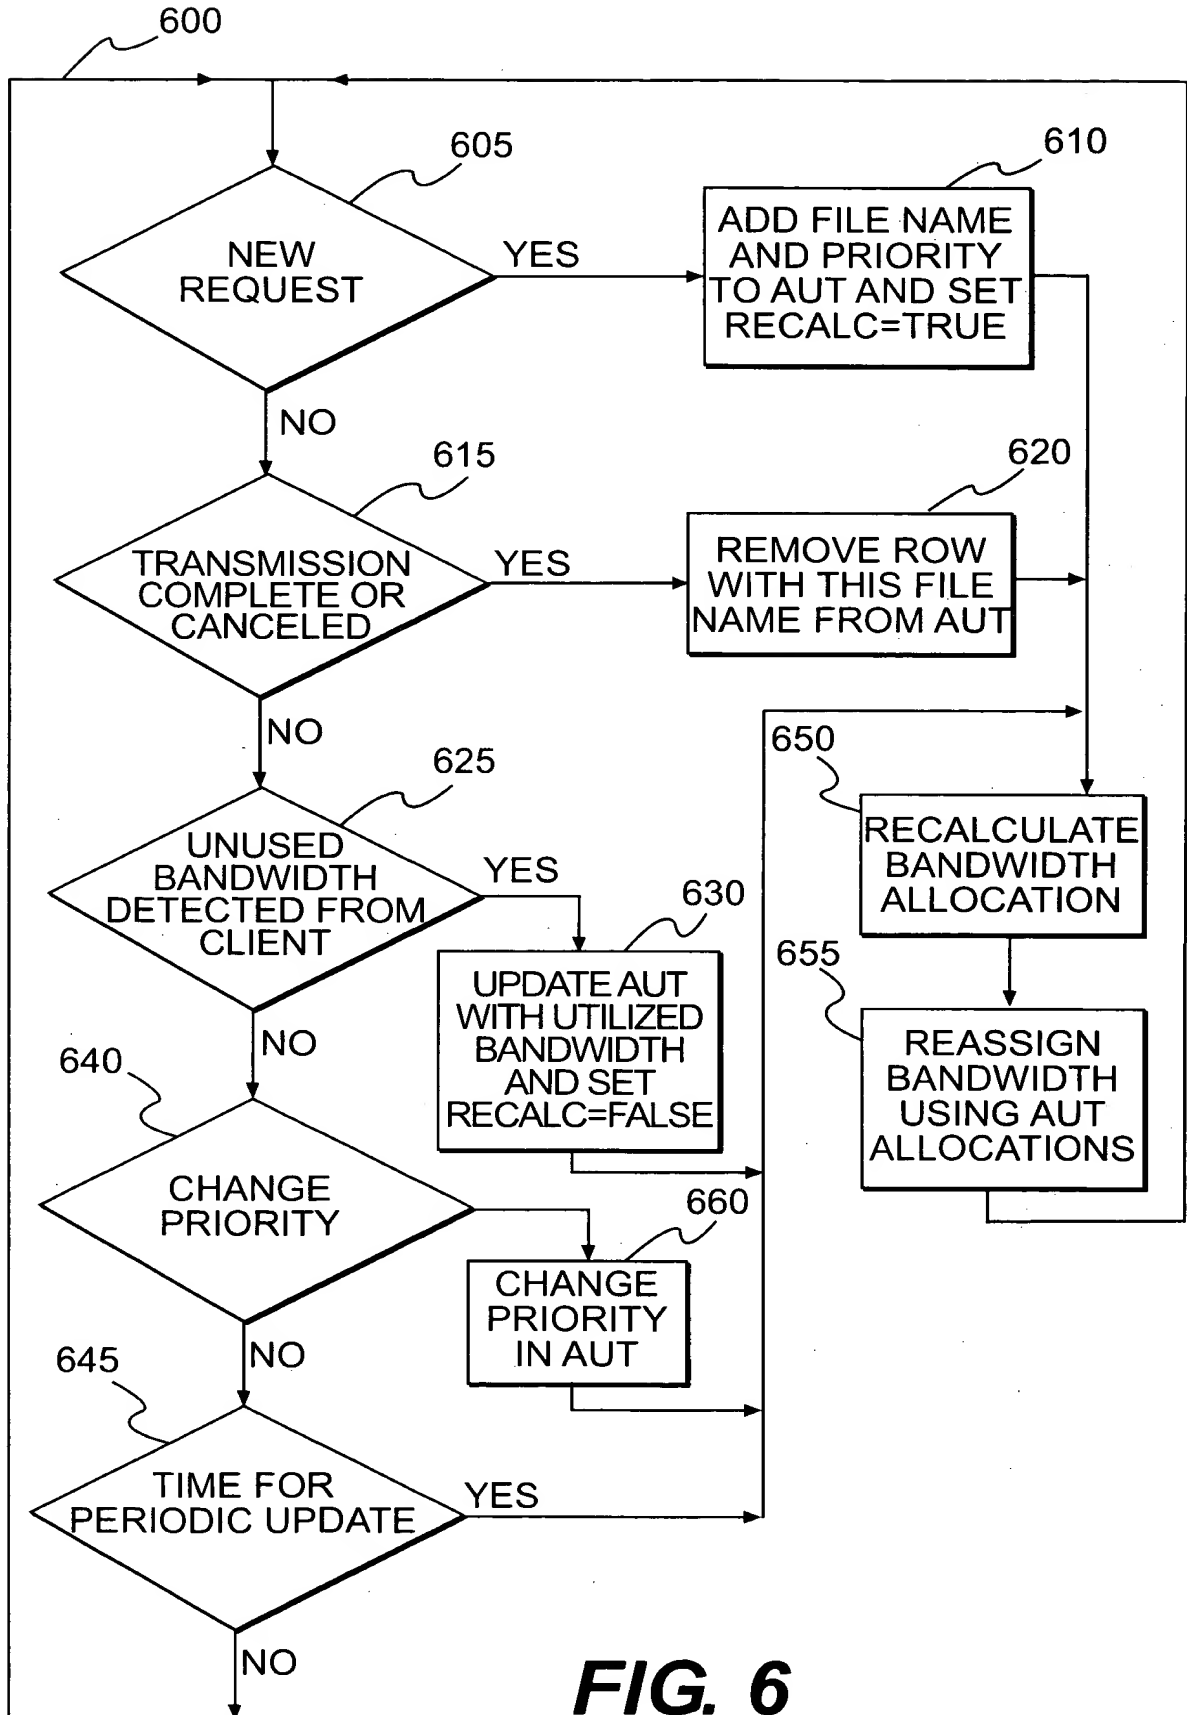 600
605
NEW
REQUEST
YES
610
ADD FILE NAME
AND PRIORITY
TO AUT AND SET
RECALC=TRUE
NO
615
TRANSMISSION
COMPLETE OR
CANCELED
YES
620
REMOVE ROW
WITH THIS FILE
NAME FROM AUT
NO
625
UNUSED
BANDWIDTH
DETECTED FROM
CLIENT
YES
630
UPDATE AUT
WITH UTILIZED
BANDWIDTH
AND SET
RECALC=FALSE
650
RECALCULATE
BANDWIDTH
ALLOCATION
655
REASSIGN
BANDWIDTH
USING AUT
ALLOCATIONS
NO
640
CHANGE
PRIORITY
660
CHANGE
PRIORITY
IN AUT
NO
645
TIME FOR
PERIODIC UPDATE
YES
NO
FIG. 6